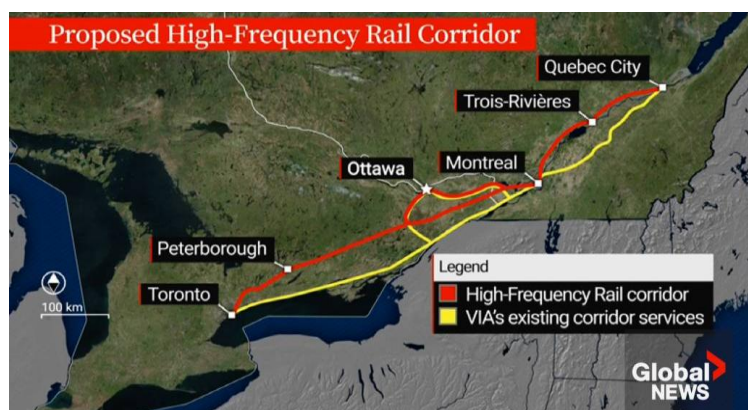 Proposed High-Frequency Rail Corridor
Quebec City
Trois-Rivières
Ottawa
Montreal
Peterborough
Toronto
100 km
Legend
High-Frequency Rail corridor
VIA's existing corridor services
Global
NEWS